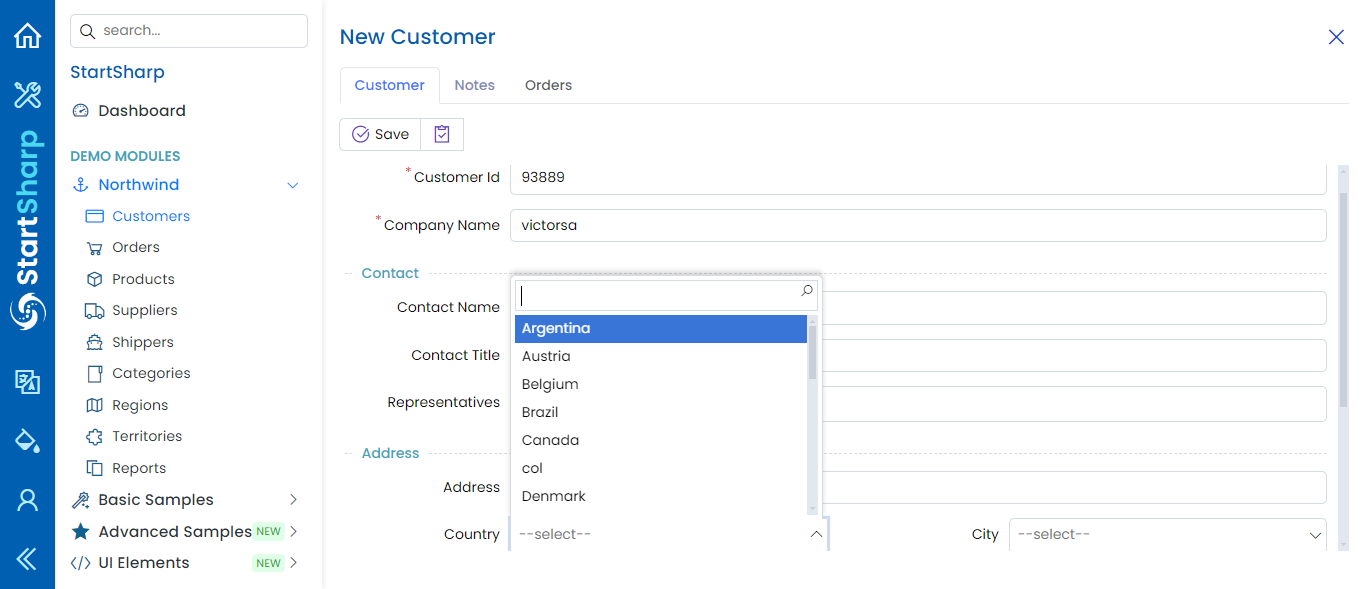 StartSharp
search...
StartSharp
Dashboard
DEMO MODULES
Northwind
Customers
Orders
Products
Suppliers
Shippers
Categories
Regions
Territories
Reports
Basic Samples
Advanced Samples NEW
UI Elements NEW
New Customer
Customer Notes Orders
Save
*Customer Id 93889
*Company Name victorsa
Contact
Contact Name
Contact Title
Representatives
Argentina
Austria
Belgium
Brazil
Canada
col
Denmark
Address
Address
Country --select-- City --select--